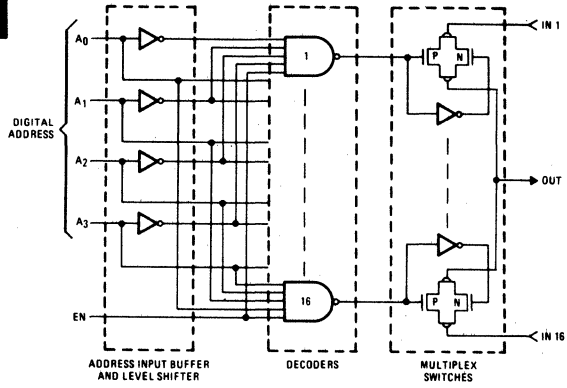 A0
A1
DIGITAL
ADDRESS
A2
A3
EN
1
16
P N
P N
IN 1
OUT
IN 16
ADDRESS INPUT BUFFER
AND LEVEL SHIFTER
DECODERS
MULTIPLEX
SWITCHES